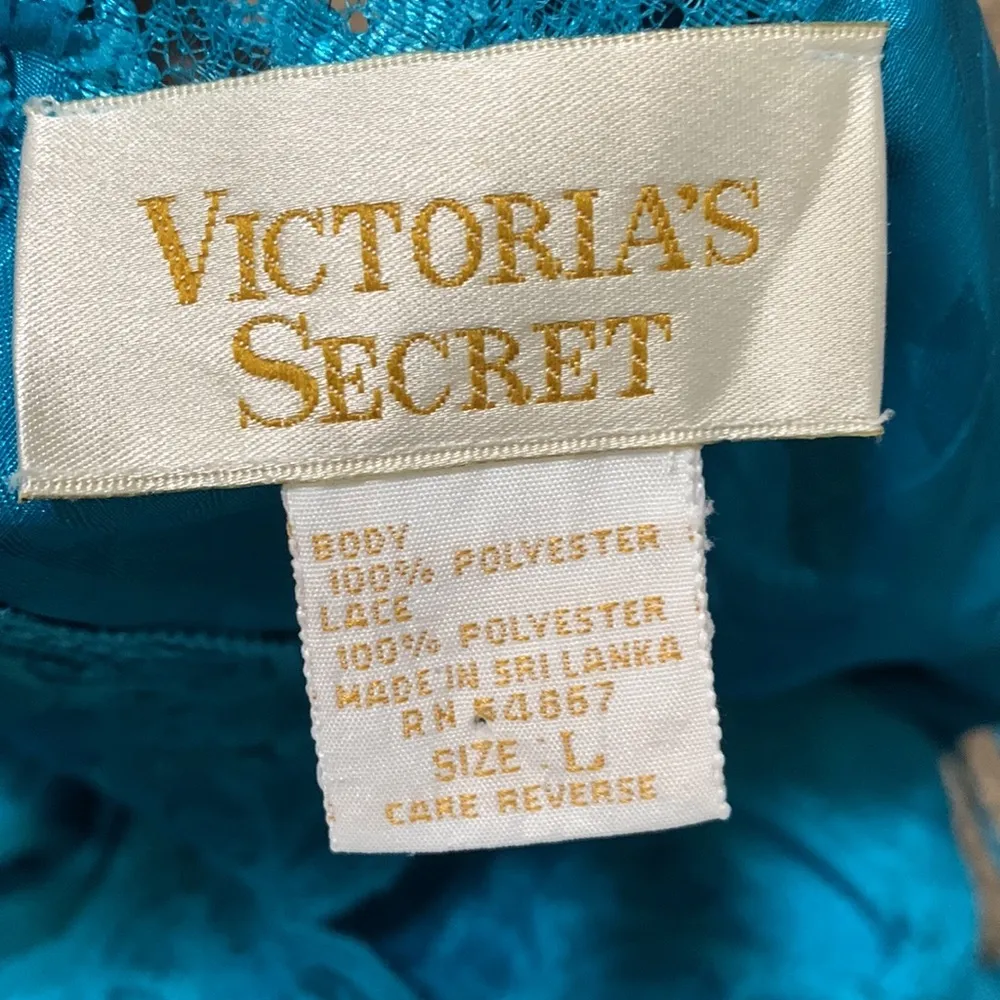 VICTORIA'S
SECRET
BODY
100% POLYESTER
LACE
100% POLYESTER
MADE IN SRI LANKA
RN 54867
SIZE L
CARE REVERSE